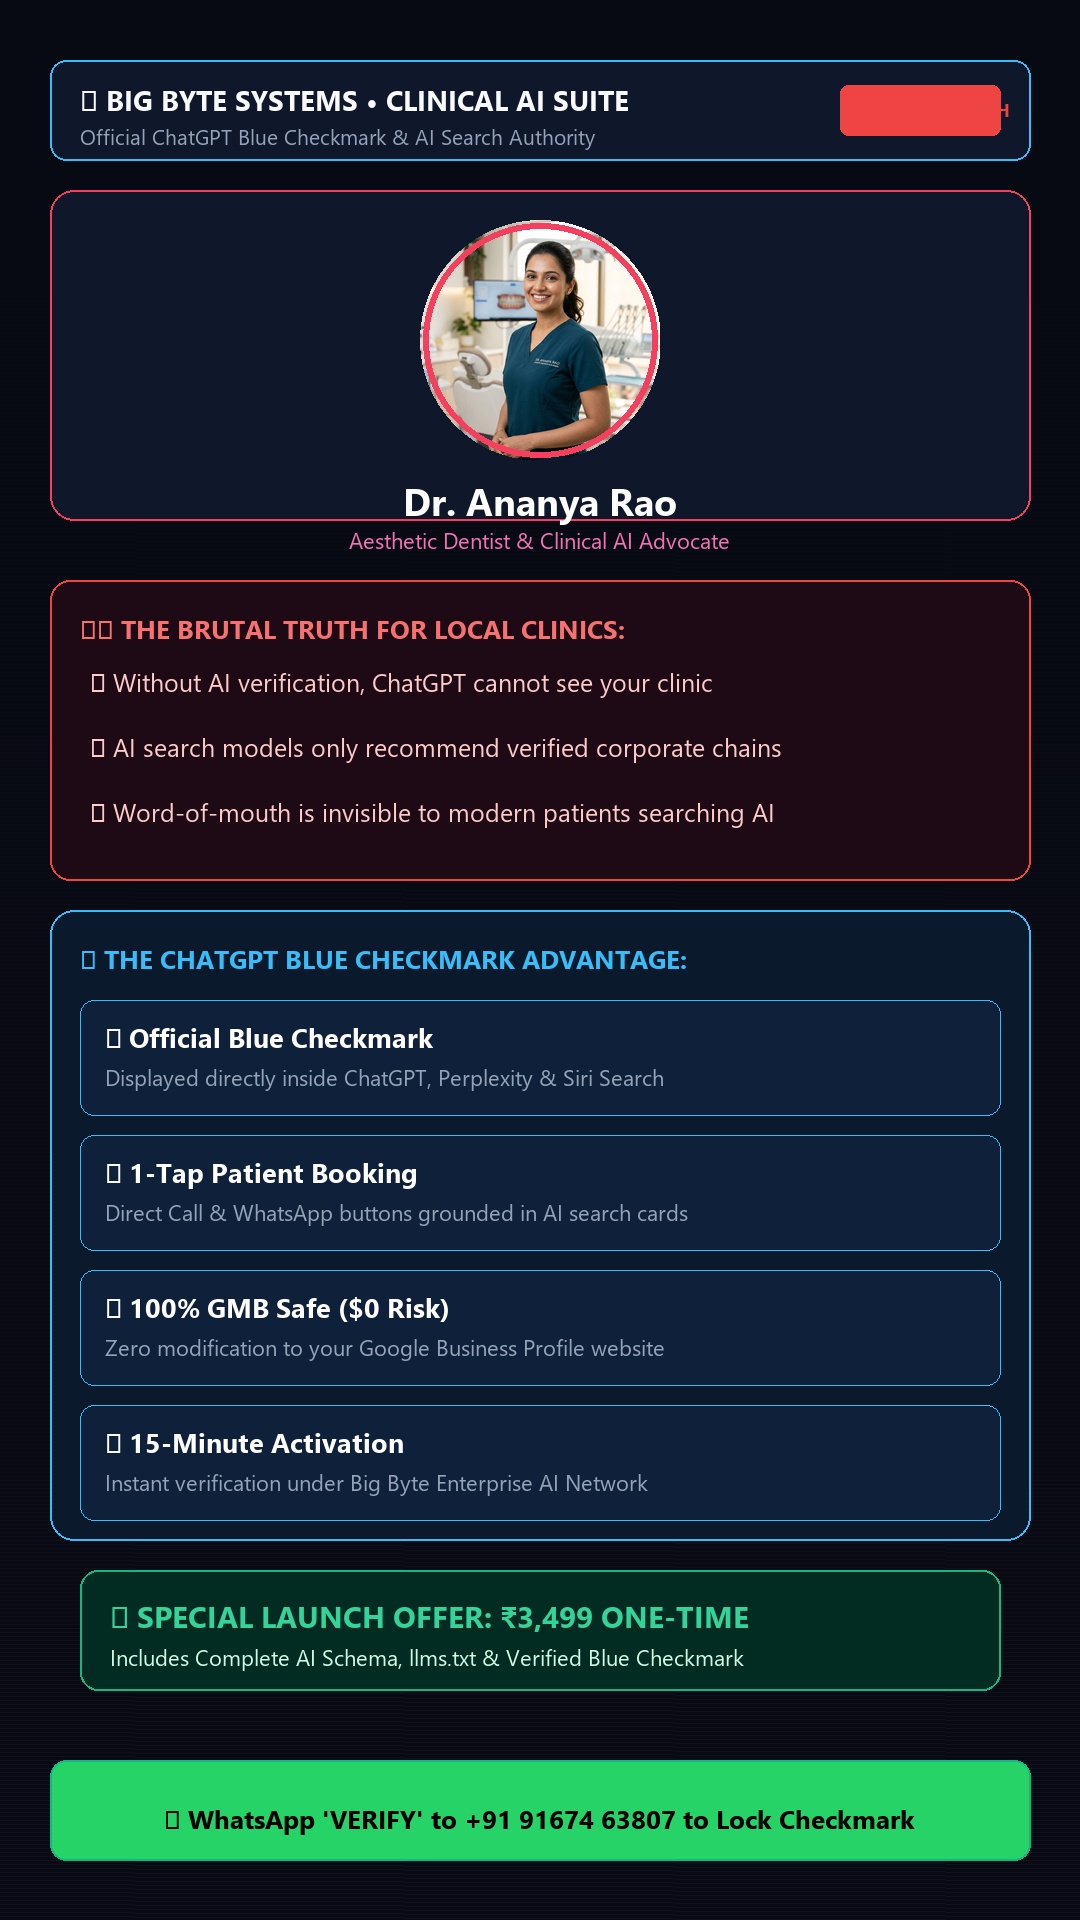 BIG BYTE SYSTEMS • CLINICAL AI SUITE
Official ChatGPT Blue Checkmark & AI Search Authority
H
Dr. Ananya Rao
Aesthetic Dentist & Clinical AI Advocate
THE BRUTAL TRUTH FOR LOCAL CLINICS:
Without AI verification, ChatGPT cannot see your clinic
AI search models only recommend verified corporate chains
Word-of-mouth is invisible to modern patients searching AI
THE CHATGPT BLUE CHECKMARK ADVANTAGE:
Official Blue Checkmark
Displayed directly inside ChatGPT, Perplexity & Siri Search
1-Tap Patient Booking
Direct Call & WhatsApp buttons grounded in AI search cards
100% GMB Safe ($0 Risk)
Zero modification to your Google Business Profile website
15-Minute Activation
Instant verification under Big Byte Enterprise AI Network
SPECIAL LAUNCH OFFER: ₹3,499 ONE-TIME
Includes Complete AI Schema, llms.txt & Verified Blue Checkmark
WhatsApp 'VERIFY' to +91 91674 63807 to Lock Checkmark